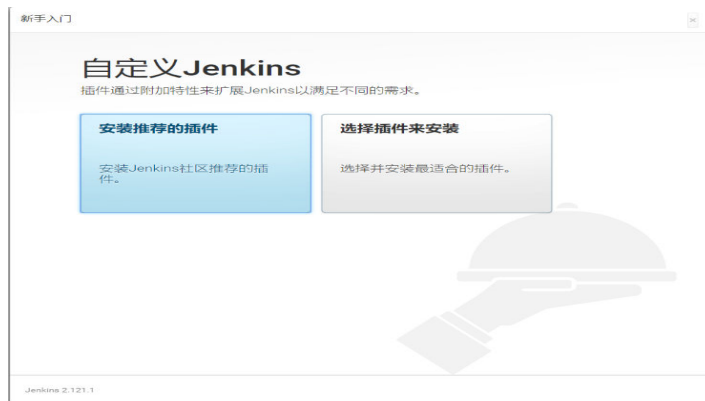 新手入门
自定义Jenkins
插件通过附加特性来扩展Jenkins以满足不同的需求。
安装推荐的插件
安装Jenkins社区推荐的插
件。
选择插件来安装
选择并安装最适合的插件。
Jenkins 2.121.1